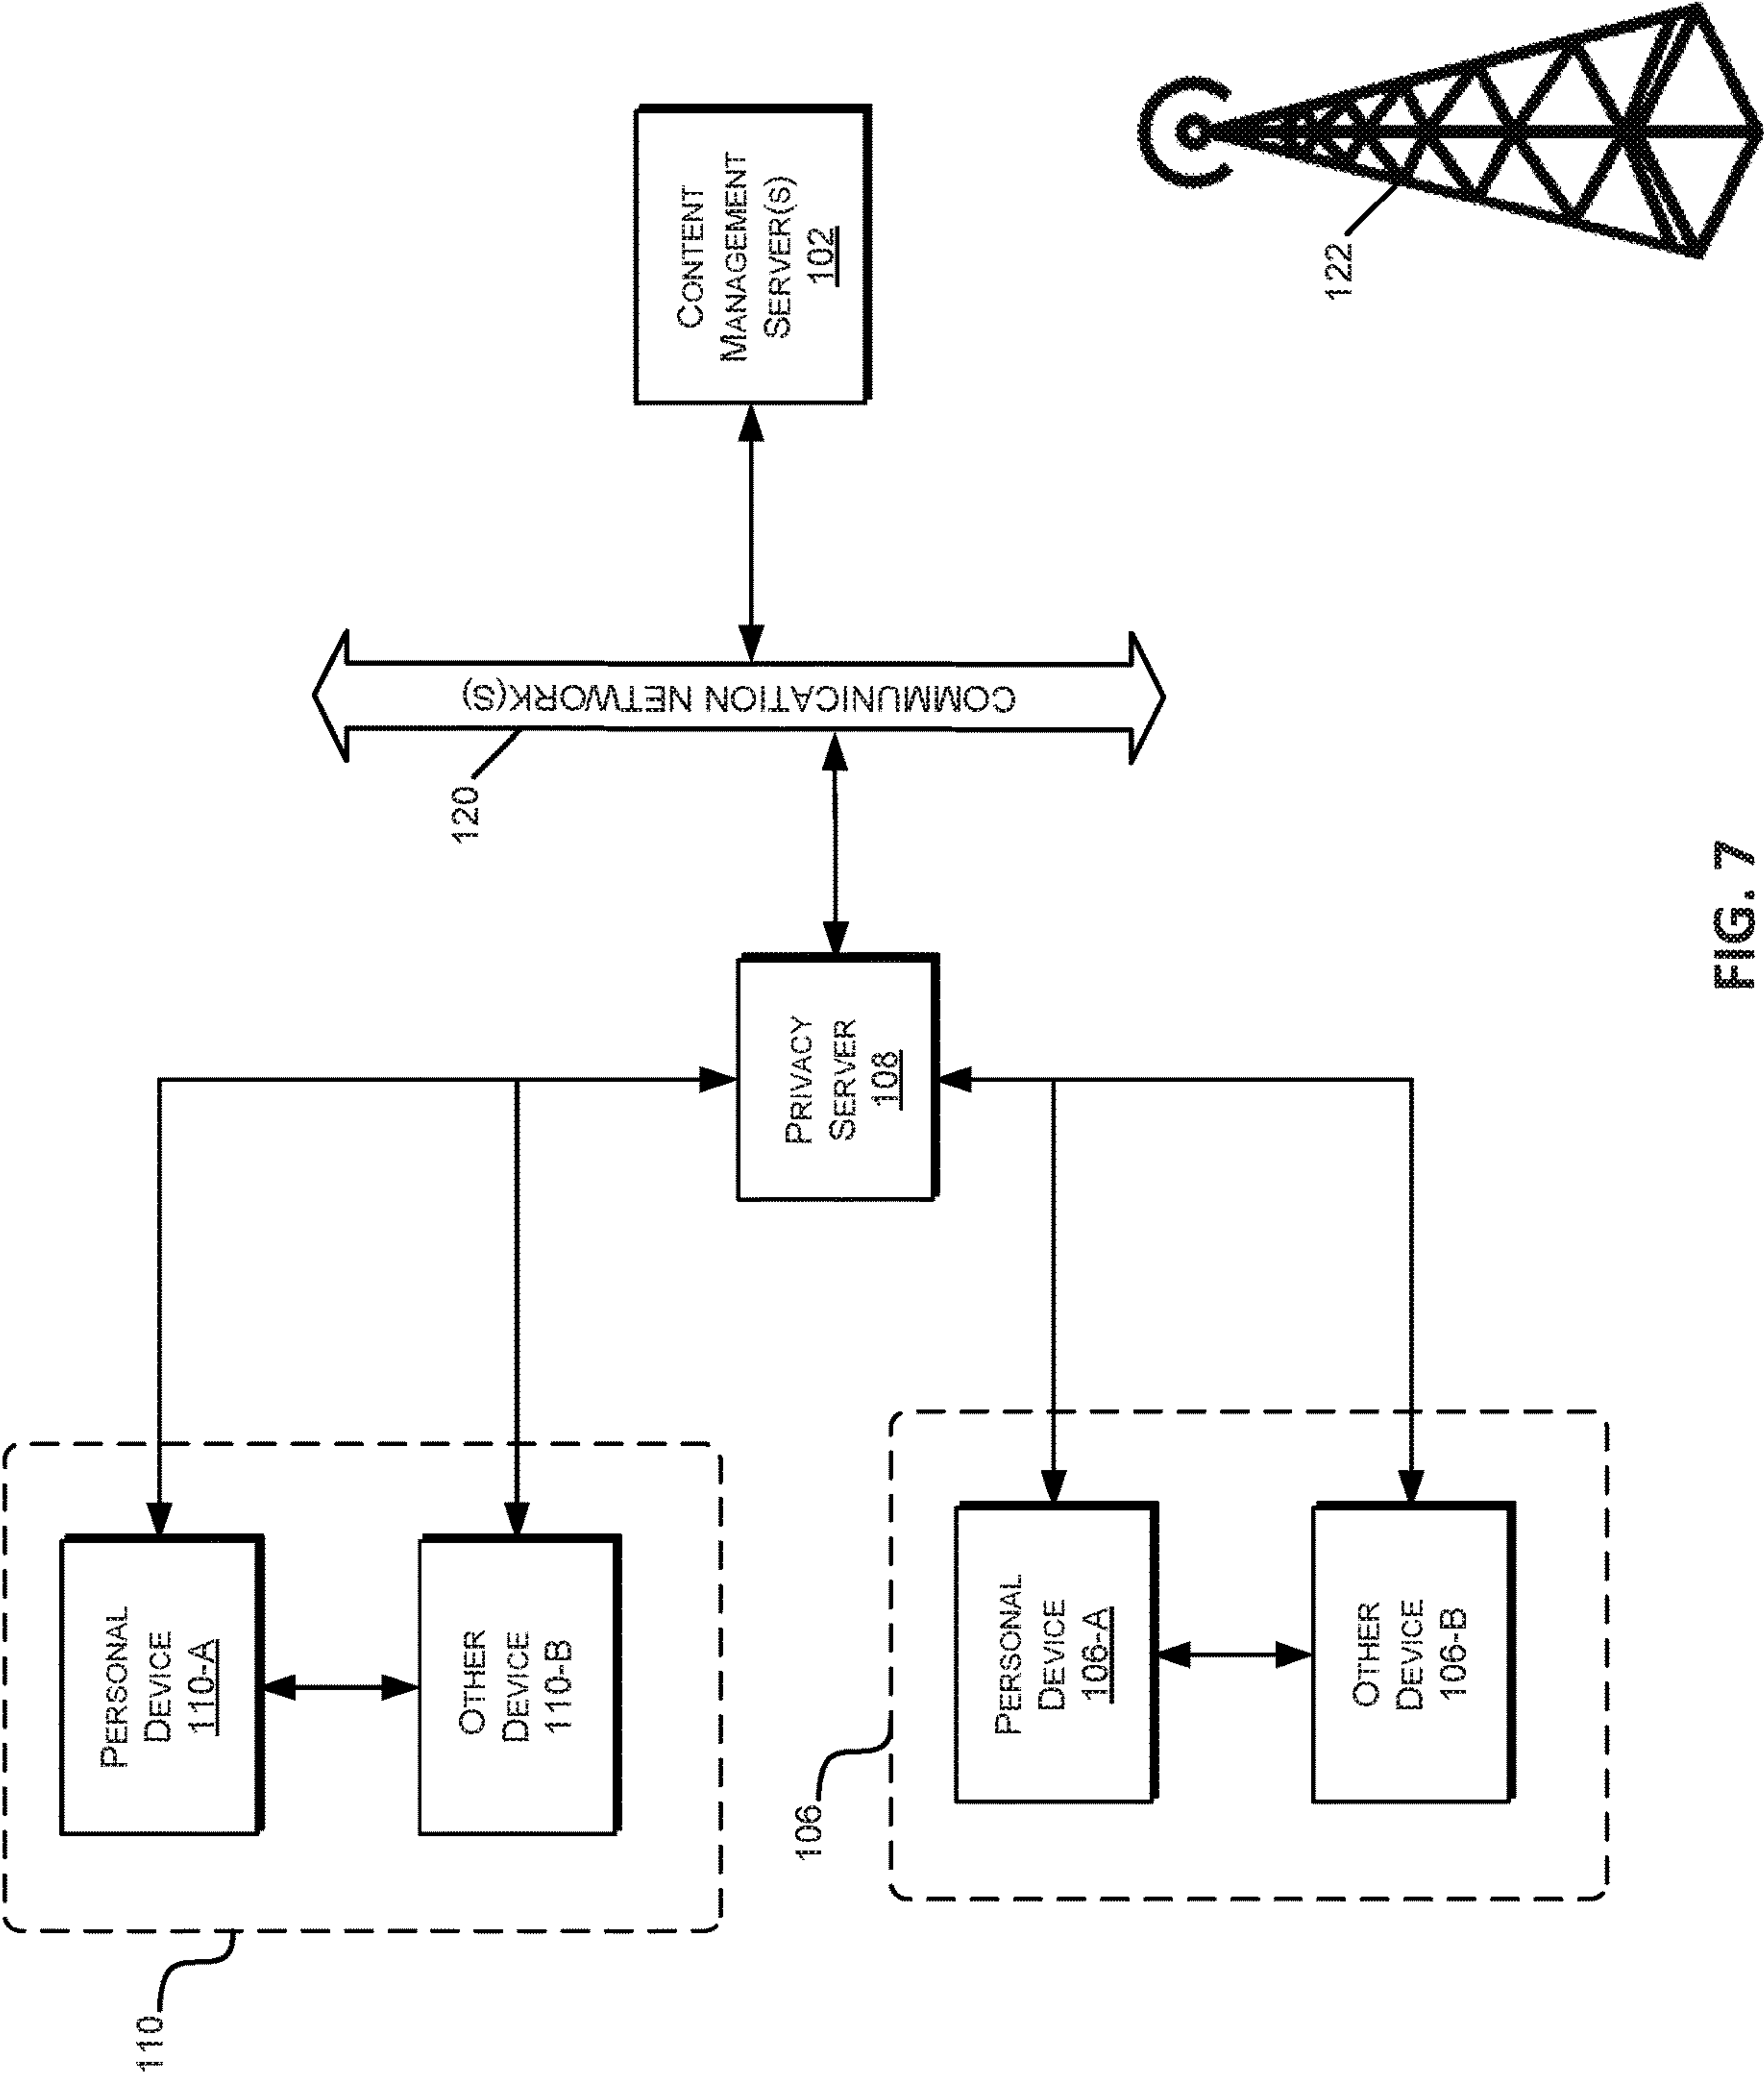 110
PERSONAL
DEVICE
110-A
OTHER
DEVICE
110-B
106
PERSONAL
DEVICE
106-A
OTHER
DEVICE
106-B
PRIVACY
SERVER
108
120
COMMUNICATION NETWORK(S)
CONTENT
MANAGEMENT
SERVER(S)
102
122
FIG. 7